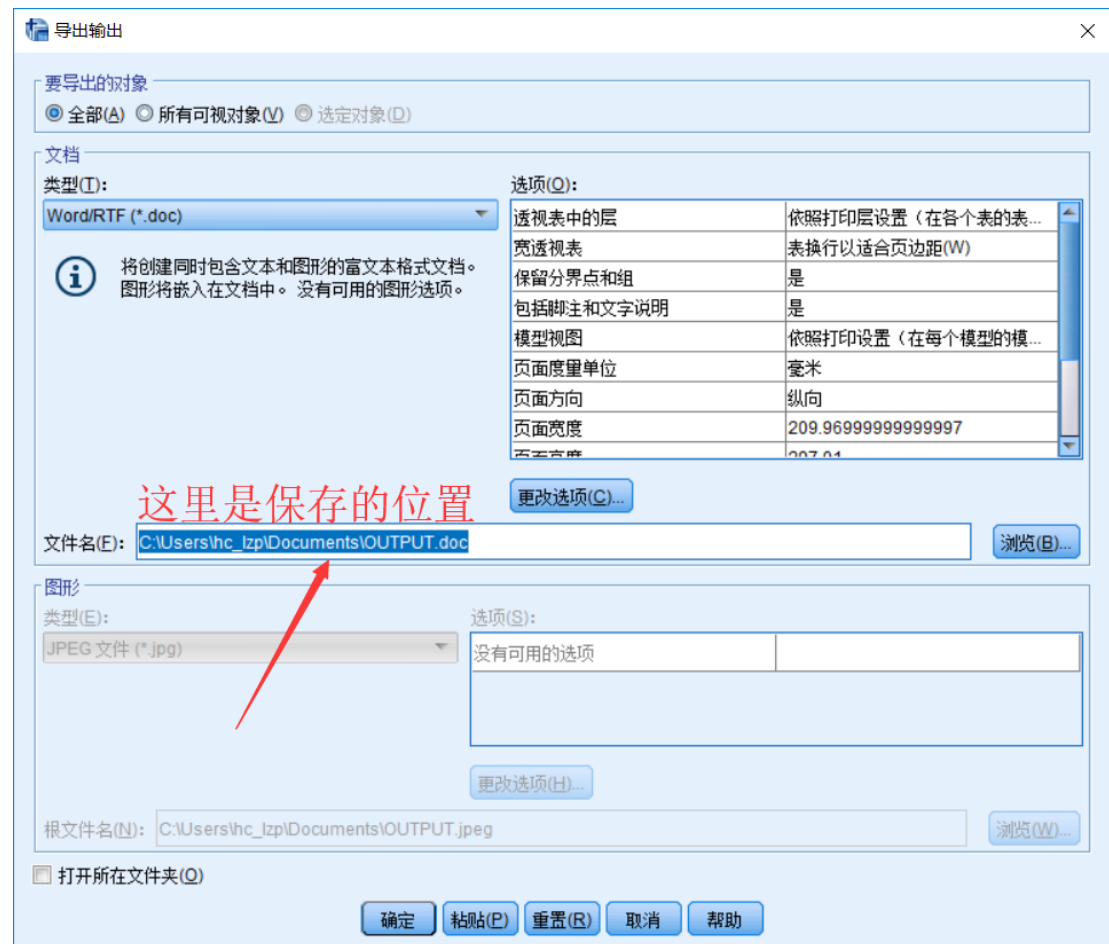 导出输出
要导出的对象
全部(A) 所有可视对象(V) 选定对象(D)
文档
类型(T):
Word/RTF (*.doc)
将创建同时包含文本和图形的富文本格式文档。
图形将嵌入在文档中。 没有可用的图形选项。
选项(O):
透视表中的层 依照打印层设置（在各个表的表...
宽透视表 表换行以适合页边距(W)
保留分界点和组 是
包括脚注和文字说明 是
模型视图 依照打印设置（在每个模型的模...
页面度量单位 毫米
页面方向 纵向
页面宽度 209.96999999999997
页面高度 297.01
更改选项(C)...
这里是保存的位置
文件名(F): C:\Users\hc_lzp\Documents\OUTPUT.doc 浏览(B)...
图形
类型(E):
JPEG 文件 (*.jpg)
选项(S):
没有可用的选项
更改选项(H)...
根文件名(N): C:\Users\hc_lzp\Documents\OUTPUT.jpeg 浏览(W)...
打开所在文件夹(O)
确定 粘贴(P) 重置(R) 取消 帮助